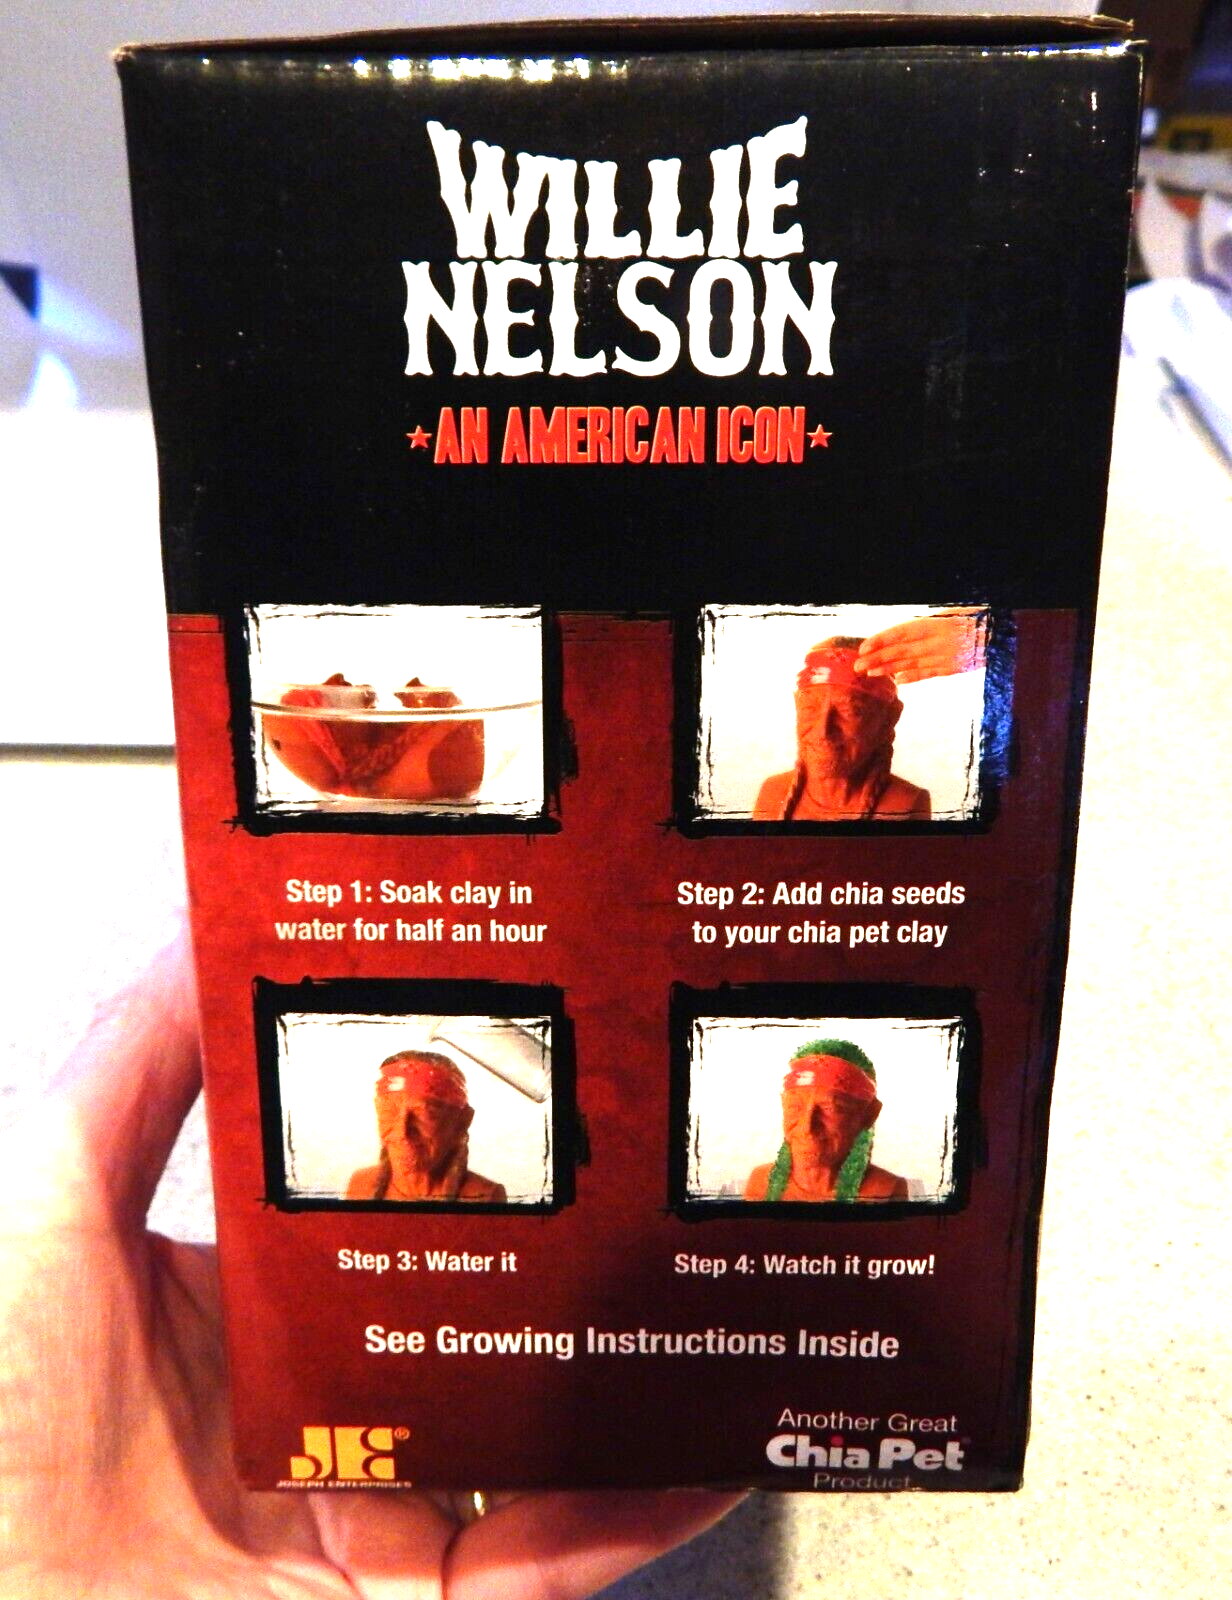 WILLIE
NELSON
★AN AMERICAN ICON★
Step 1: Soak clay in
water for half an hour
Step 2: Add chia seeds
to your chia pet clay
Step 3: Water it
Step 4: Watch it grow!
See Growing Instructions Inside
JE®
JOSEPH ENTERPRISES
Another Great
Chia Pet®
Product